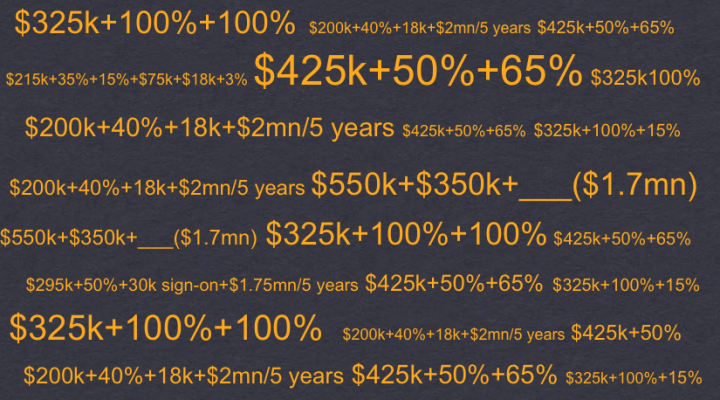 $325k+100%+100% $200k+40%+18k+$2mn/5 years $425k+50%+65%
$215k+35%+15%+$75k+$18k+3% $425k+50%+65% $325k100%
$200k+40%+18k+$2mn/5 years $425k+50%+65% $325k+100%+15%
$200k+40%+18k+$2mn/5 years $550k+$350k+___($1.7mn)
$550k+$350k+___($1.7mn) $325k+100%+100% $425k+50%+65%
$295k+50%+30k sign-on+$1.75mn/5 years $425k+50%+65% $325k+100%+15%
$325k+100%+100% $200k+40%+18k+$2mn/5 years $425k+50%
$200k+40%+18k+$2mn/5 years $425k+50%+65% $325k+100%+15%